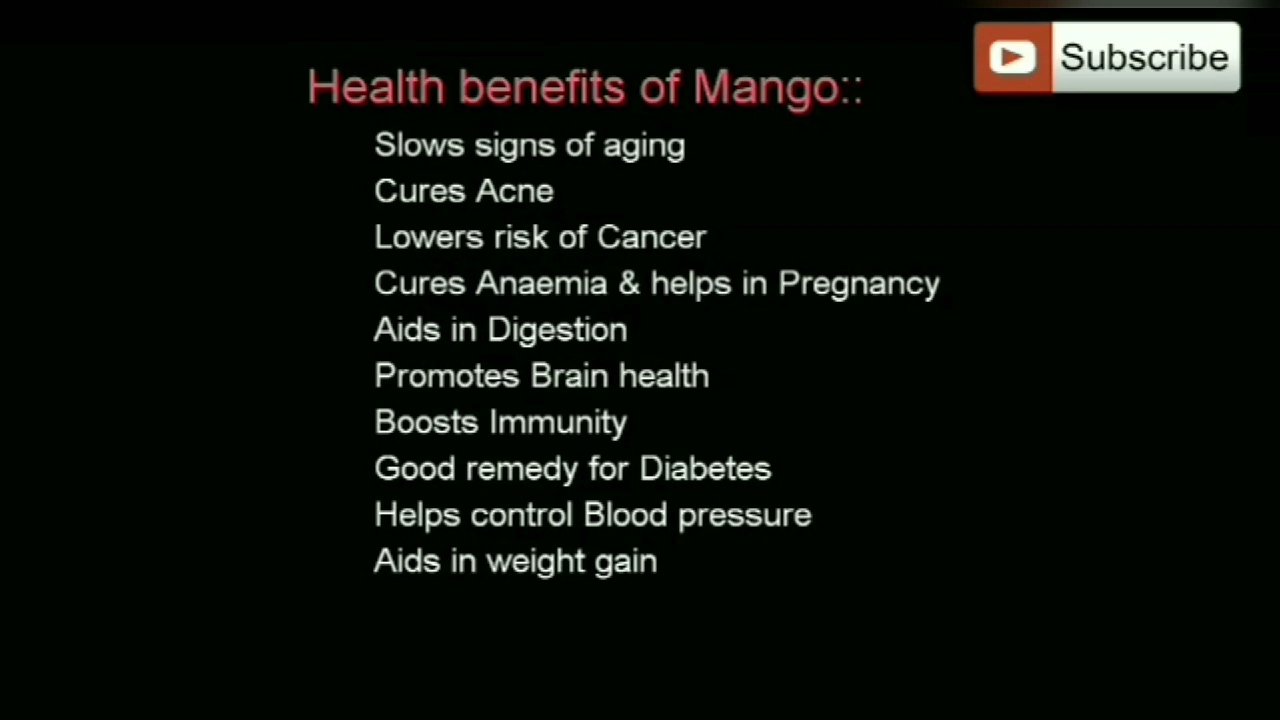 Subscribe
Health benefits of Mango::
Slows signs of aging
Cures Acne
Lowers risk of Cancer
Cures Anaemia & helps in Pregnancy
Aids in Digestion
Promotes Brain health
Boosts Immunity
Good remedy for Diabetes
Helps control Blood pressure
Aids in weight gain